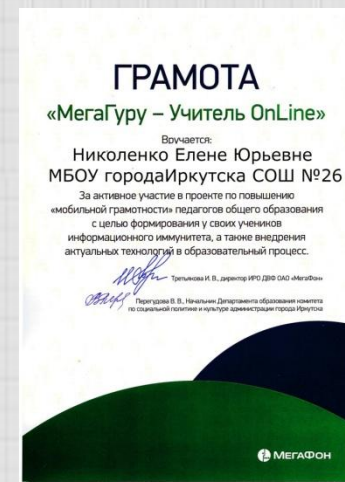 ГРАМОТА
«МегаГуру – Учитель OnLine»
Вручается:
Николенко Елене Юрьевне
МБОУ городаИркутска СОШ №26
За активное участие в проекте по повышению
«мобильной грамотности» педагогов общего образования
с целью формирования у своих учеников
информационного иммунитета, а также внедрения
актуальных технологий в образовательный процесс.
Третьякова И. В., директор ИРО ДВФ ОАО «МегаФон»
Перегудова В. В., Начальник Департамента образования комитета
по социальной политике и культуре администрации города Иркутска
МЕГАФОН